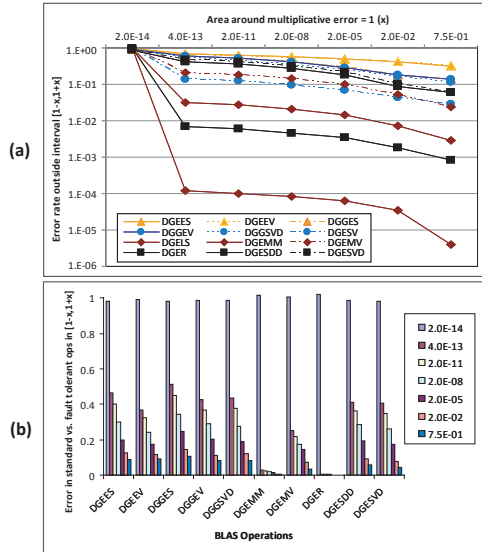 (a)
Area around multiplicative error = 1 (x)
2.0E-14 4.0E-13 2.0E-11 2.0E-08 2.0E-05 2.0E-02 7.5E-01
Error rate outside interval [1-x,1+x]
1.E+00
1.E-01
1.E-02
1.E-03
1.E-04
1.E-05
1.E-06
DGEES DGEEV DGGES
DGGEV DGGSVD DGESV
DGELS DGEMM DGEMV
DGER DGESDD DGESVD
(b)
Error in standard vs. fault t derant ops in [1-x,1+x]
1
0.8
0.6
0.4
0.2
0
2.0E-14
4.0E-13
2.0E-11
2.0E-08
2.0E-05
2.0E-02
7.5E-01
DGEES DGEEV DGGES DGGEV DGGSVD DGEMM DGEMV DGER DGESDD DGESVD
BLAS Operations